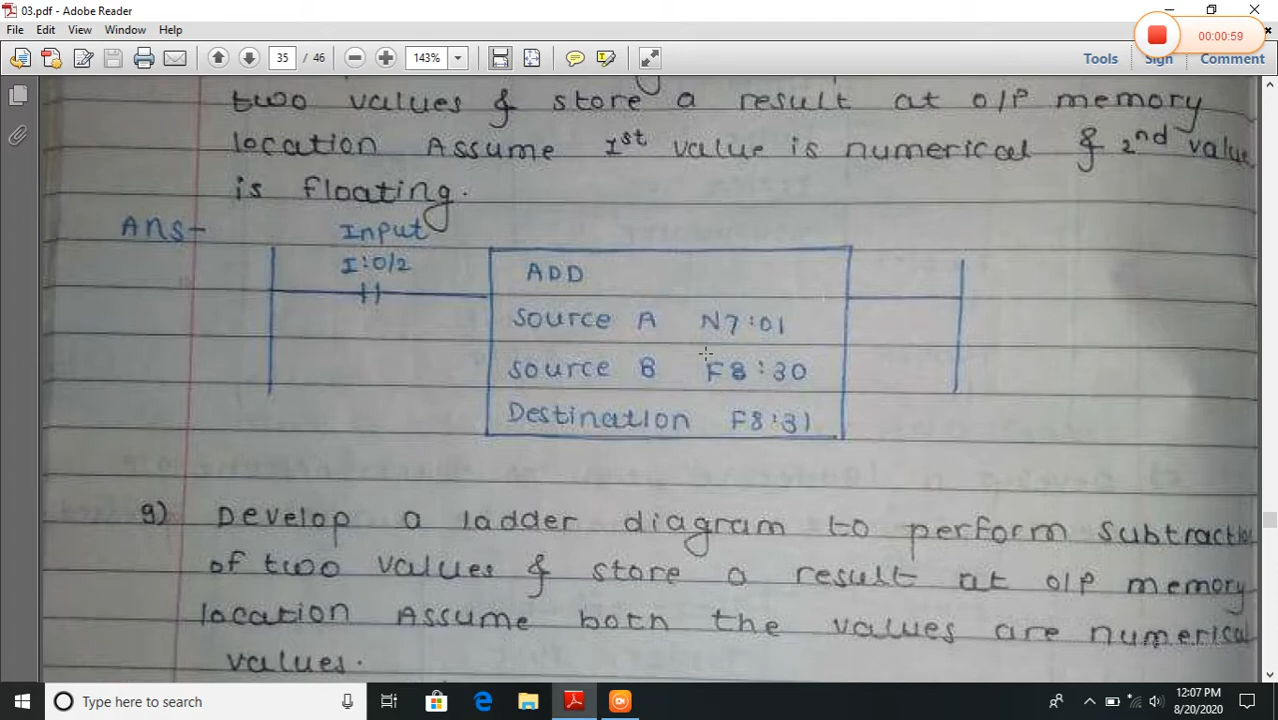 03.pdf - Adobe Reader
File Edit View Window Help
35 / 46 143% Tools Sign Comment
00:00:59
two values & store a result at O/P memory
location Assume 1st value is numerical & 2nd value
is floating.
Ans- Input
I:0/2
ADD
source A N7:01
source B F8:30
Destination F8:31
g) Develop a ladder diagram to perform subtraction
of two values & store a result at O/P memory
location Assume both the values are numerical
values.
Type here to search
12:07 PM
8/20/2020